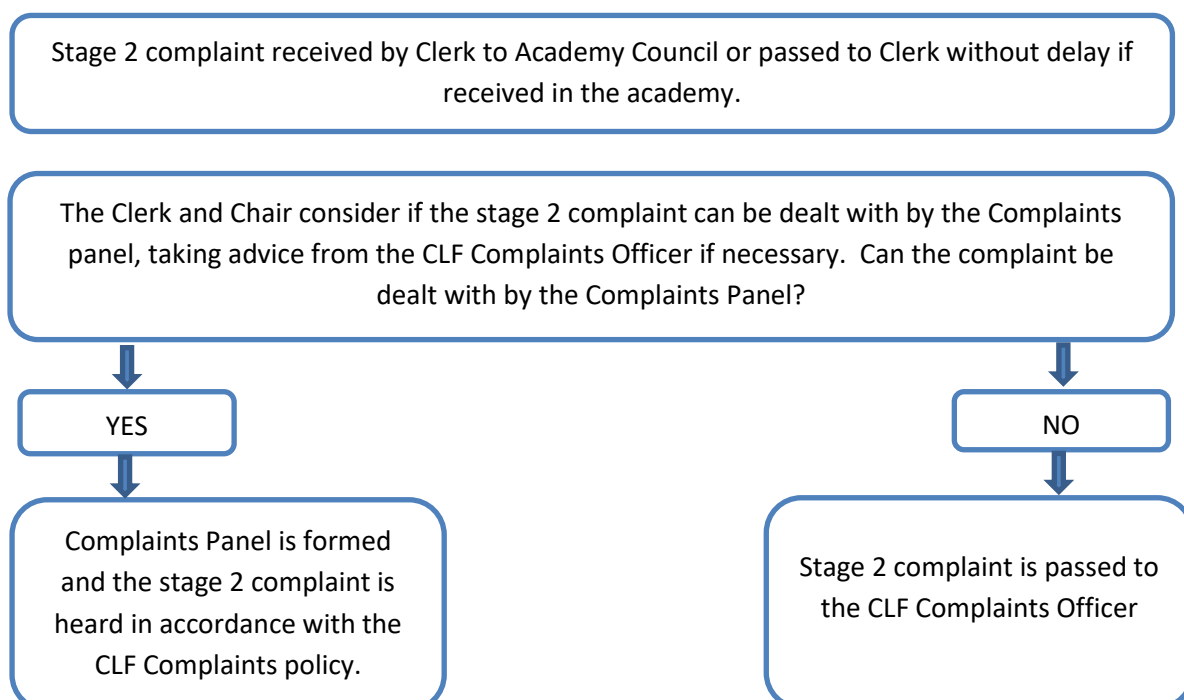 Stage 2 complaint received by Clerk to Academy Council or passed to Clerk without delay if
received in the academy.
The Clerk and Chair consider if the stage 2 complaint can be dealt with by the Complaints
panel, taking advice from the CLF Complaints Officer if necessary.  Can the complaint be
dealt with by the Complaints Panel?
YES
NO
Complaints Panel is formed
and the stage 2 complaint is
heard in accordance with the
CLF Complaints policy.
Stage 2 complaint is passed to
the CLF Complaints Officer